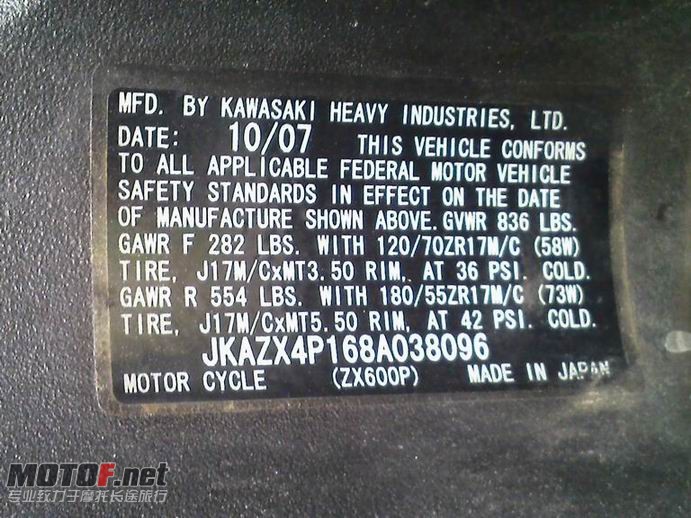 MFD. BY KAWASAKI HEAVY INDUSTRIES, LTD.
DATE: 10/07 THIS VEHICLE CONFORMS
TO ALL APPLICABLE FEDERAL MOTOR VEHICLE
SAFETY STANDARDS IN EFFECT ON THE DATE
OF MANUFACTURE SHOWN ABOVE. GVWR 836 LBS.
GAWR F 282 LBS. WITH 120/70ZR17M/C (58W)
TIRE, J17M/CxMT3.50 RIM, AT 36 PSI. COLD.
GAWR R 554 LBS. WITH 180/55ZR17M/C (73W)
TIRE, J17M/CxMT5.50 RIM, AT 42 PSI. COLD.
JKAZX4P168A038096
MOTOR CYCLE (ZX600P) MADE IN JAPAN
MOTOF.net
专业致力于摩托长途旅行